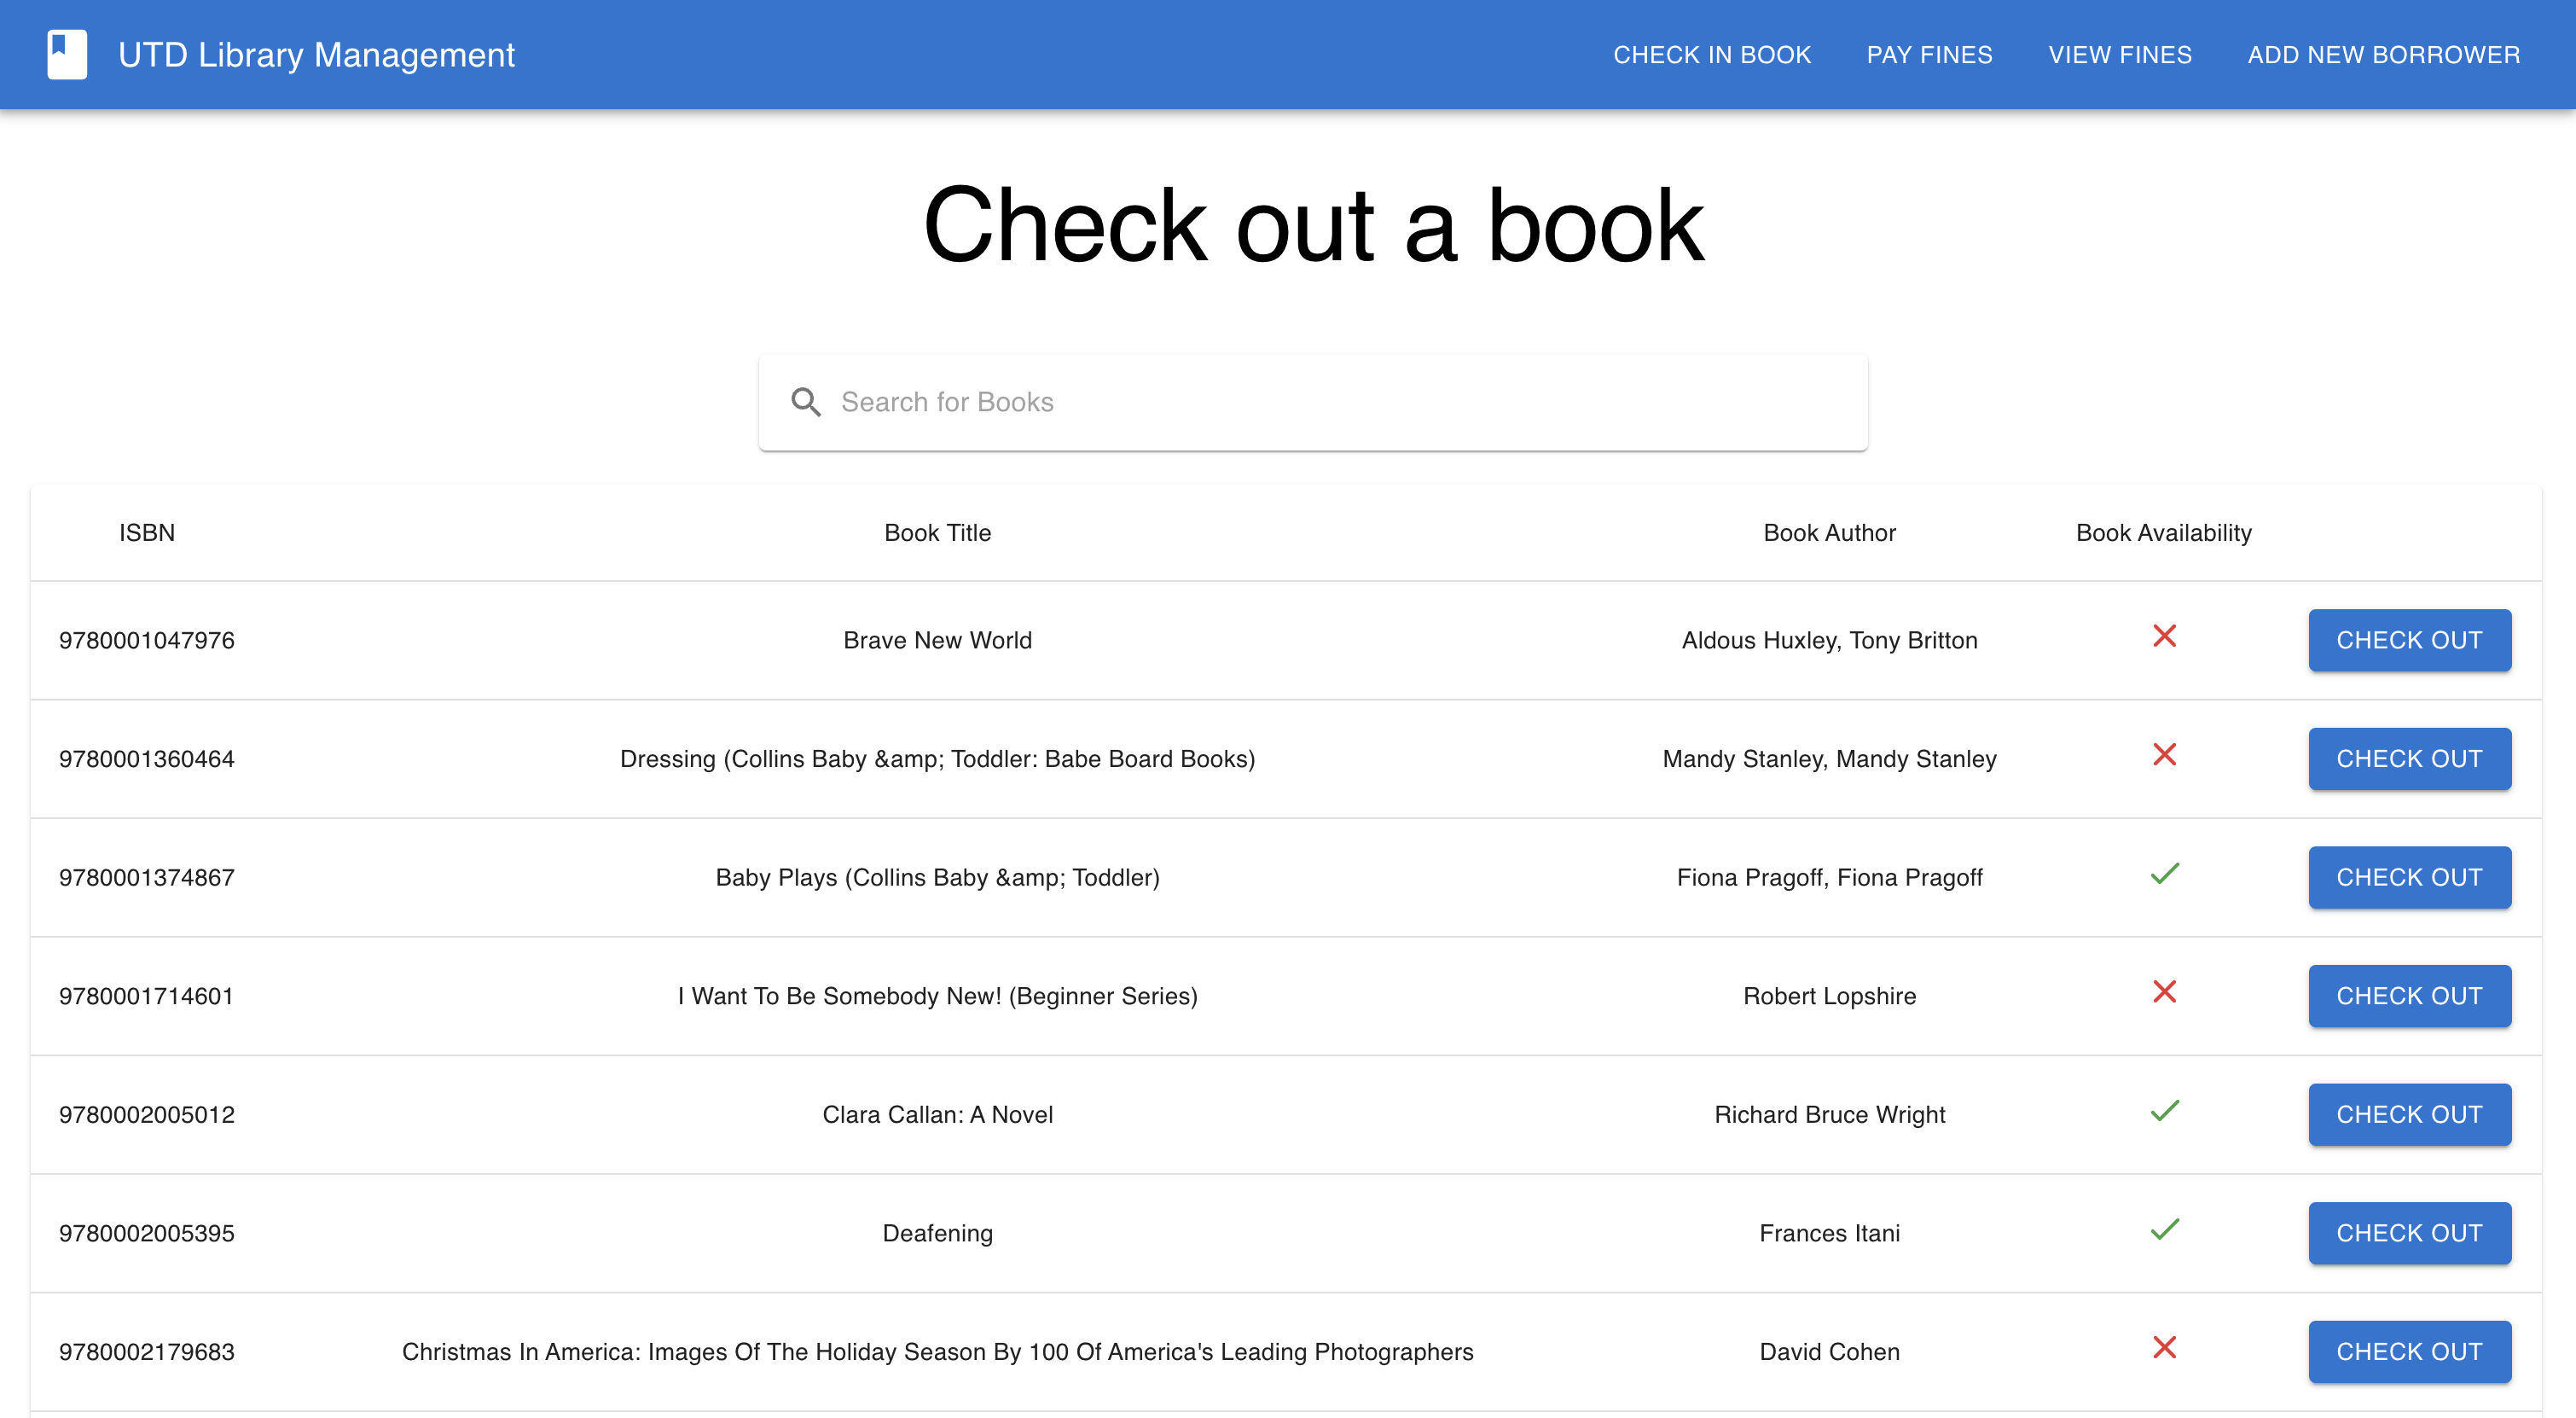 UTD Library Management CHECK IN BOOK PAY FINES VIEW FINES ADD NEW BORROWER
Check out a book
Search for Books
ISBN Book Title Book Author Book Availability
9780001047976 Brave New World Aldous Huxley, Tony Britton CHECK OUT
9780001360464 Dressing (Collins Baby &amp; Toddler: Babe Board Books) Mandy Stanley, Mandy Stanley CHECK OUT
9780001374867 Baby Plays (Collins Baby &amp; Toddler) Fiona Pragoff, Fiona Pragoff CHECK OUT
9780001714601 I Want To Be Somebody New! (Beginner Series) Robert Lopshire CHECK OUT
9780002005012 Clara Callan: A Novel Richard Bruce Wright CHECK OUT
9780002005395 Deafening Frances Itani CHECK OUT
9780002179683 Christmas In America: Images Of The Holiday Season By 100 Of America's Leading Photographers David Cohen CHECK OUT